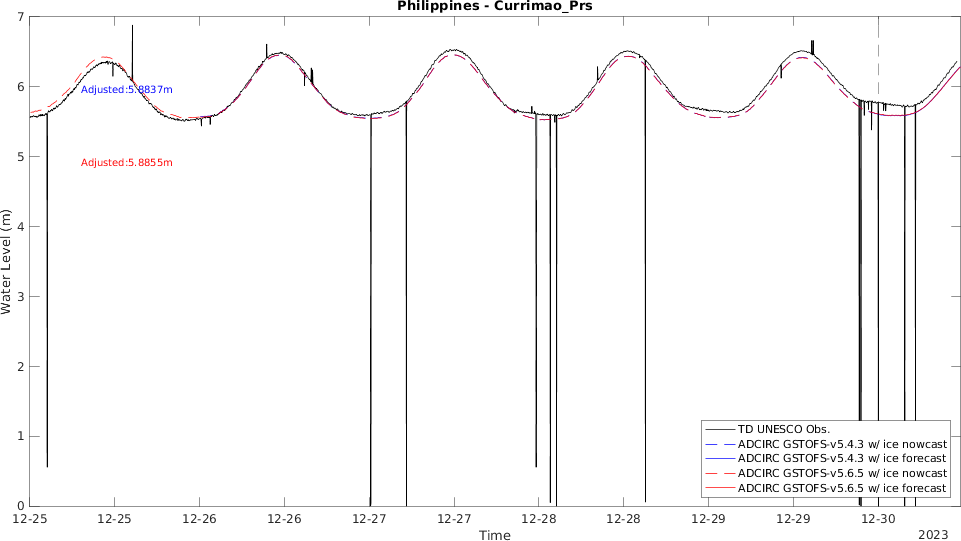 Philippines - Currimao_Prs
7
6
5
4
3
2
1
0
Water Level (m)
Adjusted:5.8837m
Adjusted:5.8855m
TD UNESCO Obs.
ADCIRC GSTOFS-v5.4.3 w/ ice nowcast
ADCIRC GSTOFS-v5.4.3 w/ ice forecast
ADCIRC GSTOFS-v5.6.5 w/ ice nowcast
ADCIRC GSTOFS-v5.6.5 w/ ice forecast
12-25 12-25 12-26 12-26 12-27 12-27 12-28 12-28 12-29 12-29 12-30
Time
2023